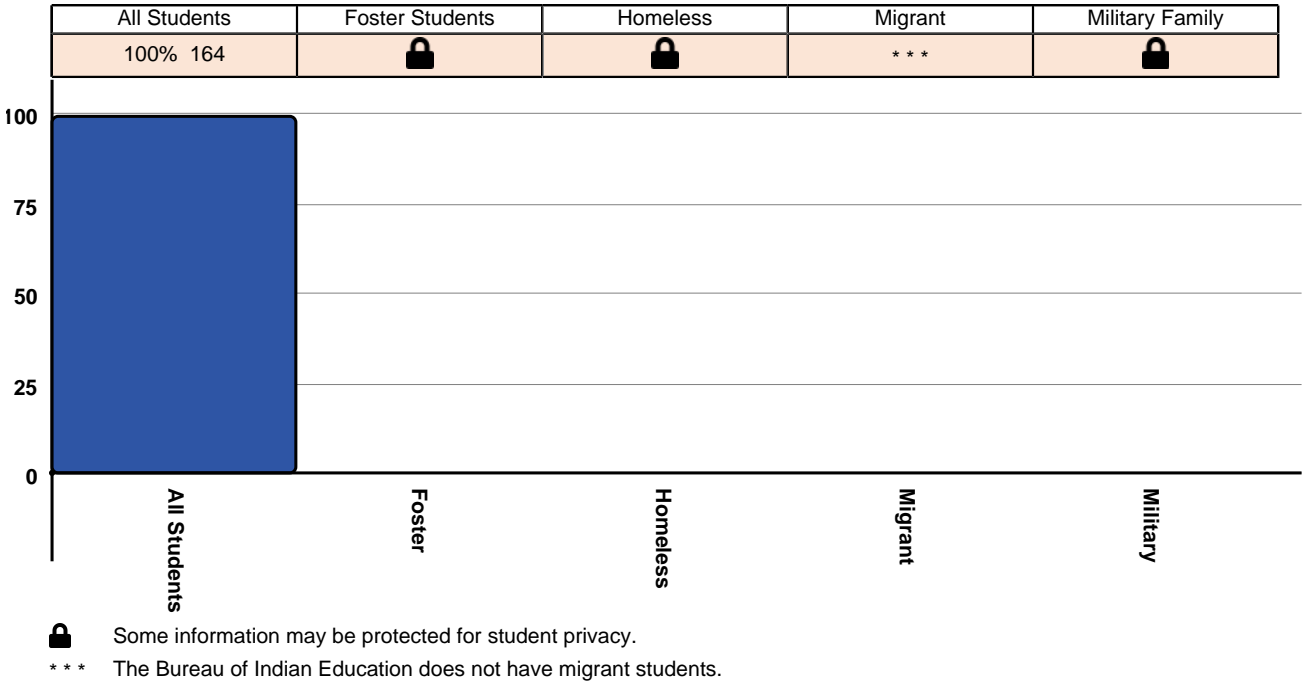 All Students Foster Students Homeless Migrant Military Family
100% 164 * * *
100
75
50
25
0
All Students
Foster
Homeless
Migrant
Military
Some information may be protected for student privacy.
* * * The Bureau of Indian Education does not have migrant students.